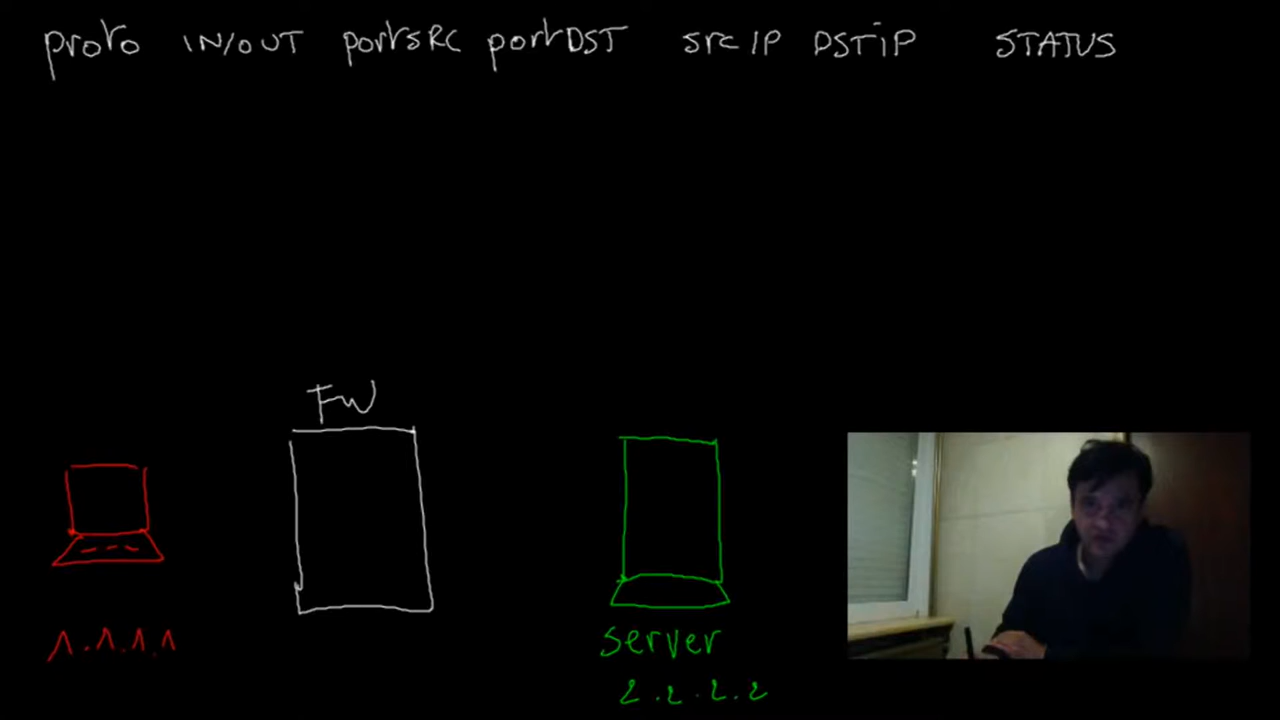 proto IN/OUT portSRC portDST srcIP DSTiP STATUS
FW
server
1.1.1.1
2.2.2.2